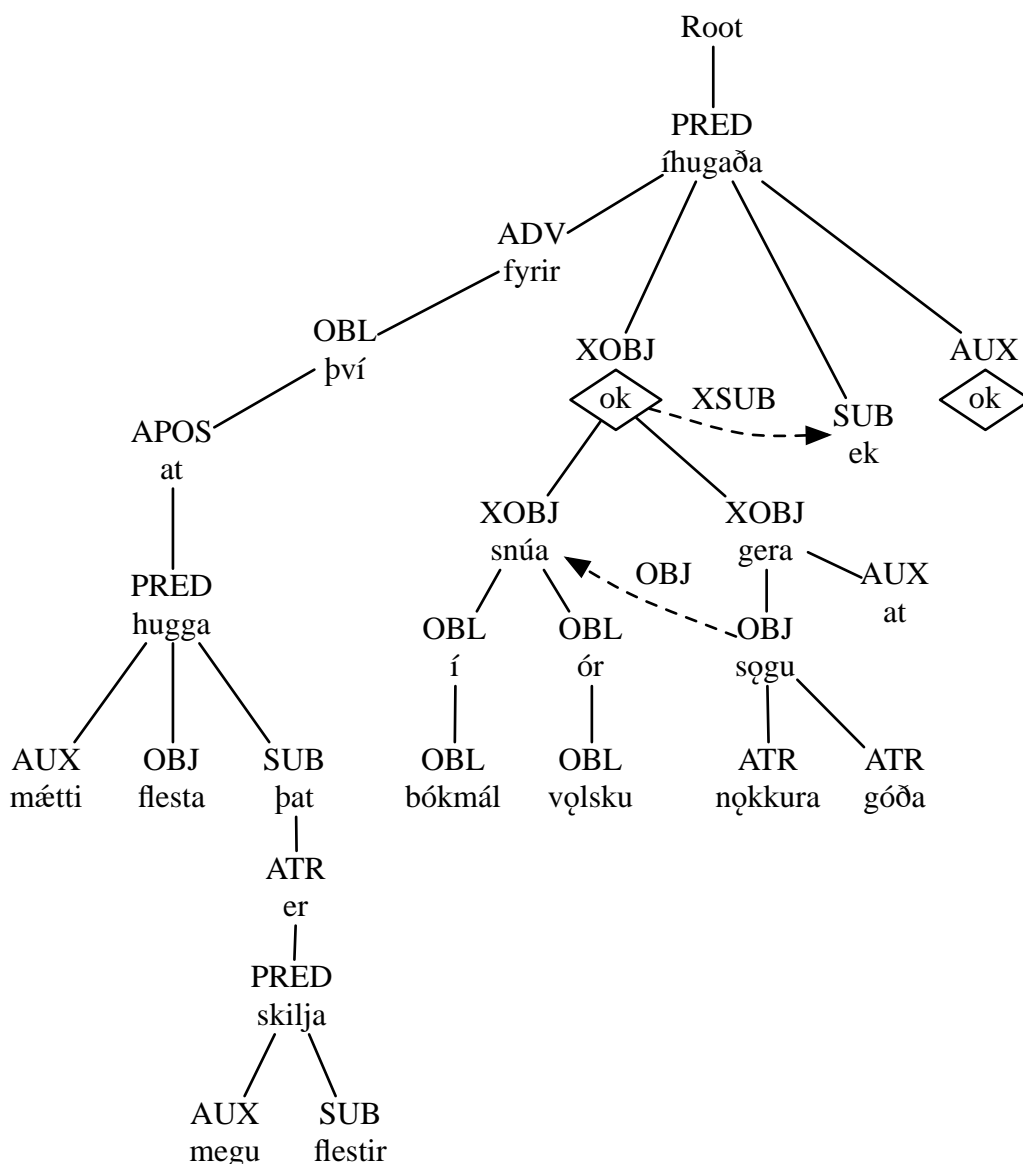 Root
PRED
íhugaða
ADV
fyrir
OBL
því
XOBJ
ok
XSUB
SUB
ek
AUX
ok
APOS
at
XOBJ
snúa
OBJ
XOBJ
gera
AUX
at
PRED
hugga
OBL
í
OBL
ór
OBJ
sǫgu
AUX
mǽtti
OBJ
flesta
SUB
þat
OBL
bókmál
OBL
vǫlsku
ATR
nǫkkura
ATR
góða
ATR
er
PRED
skilja
AUX
megu
SUB
flestir